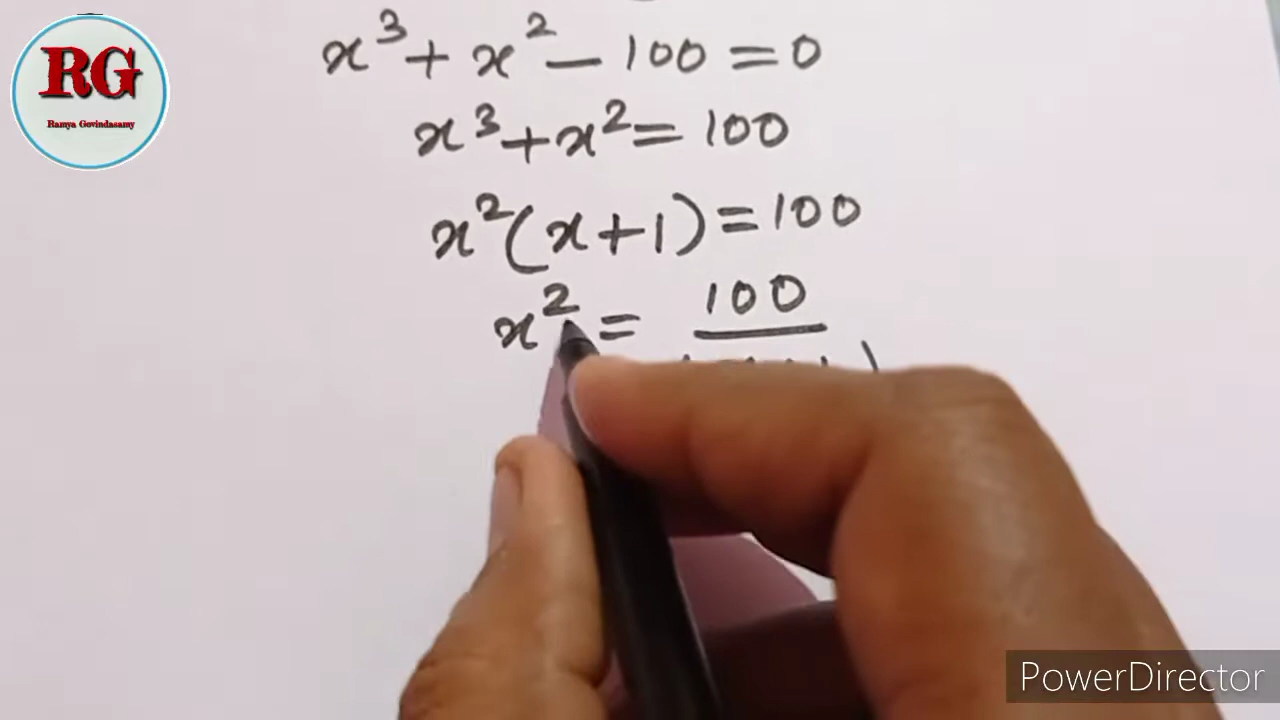 RG
Ramya Govindasamy
x³ + x² - 100 = 0
x³ + x² = 100
x²(x + 1) = 100
x² = 100
PowerDirector